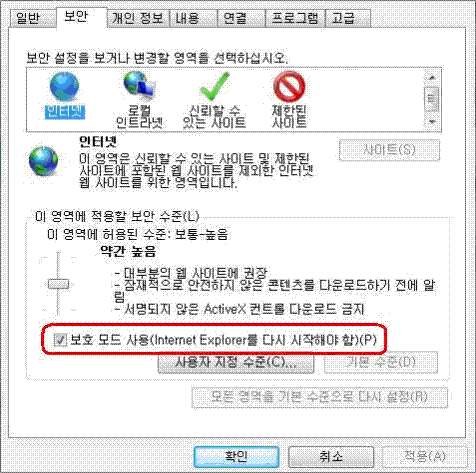 일반 보안 개인 정보 내용 연결 프로그램 고급
보안 설정을 보거나 변경할 영역을 선택하십시오.
인터넷 로컬 인트라넷 신뢰할 수 있는 사이트 제한된 사이트
인터넷
사이트(S)
이 영역은 신뢰할 수 있는 사이트 및 제한된
사이트에 포함된 웹 사이트를 제외한 인터넷
웹 사이트를 위한 영역입니다.
이 영역에 적용할 보안 수준(L)
이 영역에 허용된 수준: 보통-높음
약간 높음
- 대부분의 웹 사이트에 권장
- 잠재적으로 안전하지 않은 콘텐츠를 다운로드하기 전에 알
림
- 서명되지 않은 ActiveX 컨트롤 다운로드 금지
보호 모드 사용(Internet Explorer를 다시 시작해야 함)(P)
사용자 지정 수준(C)... 기본 수준(D)
모든 영역을 기본 수준으로 다시 설정(R)
확인 취소 적용(A)